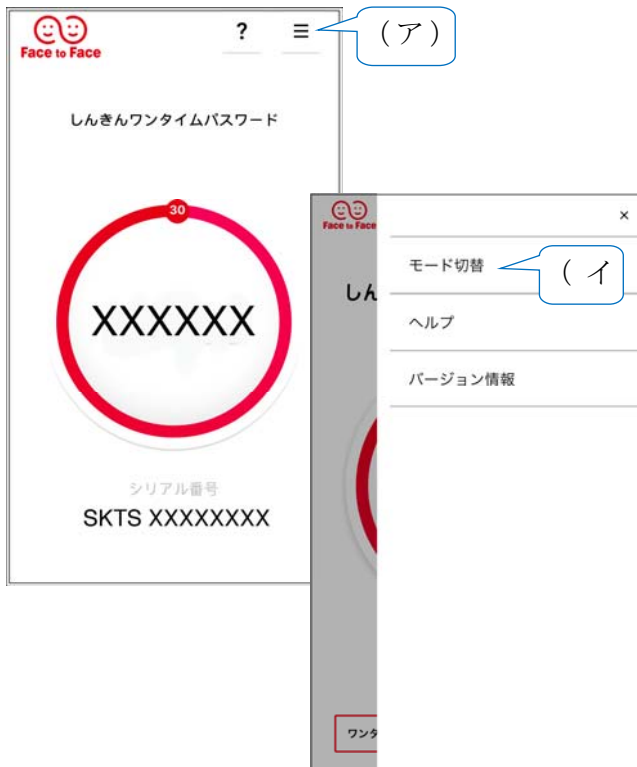 Face to Face
?
≡
(ア)
しんきんワンタイムパスワード
30
XXXXXX
シリアル番号
SKTS XXXXXXXX
Face to Face
×
モード切替
(イ
しん
ヘルプ
バージョン情報
ワンタ